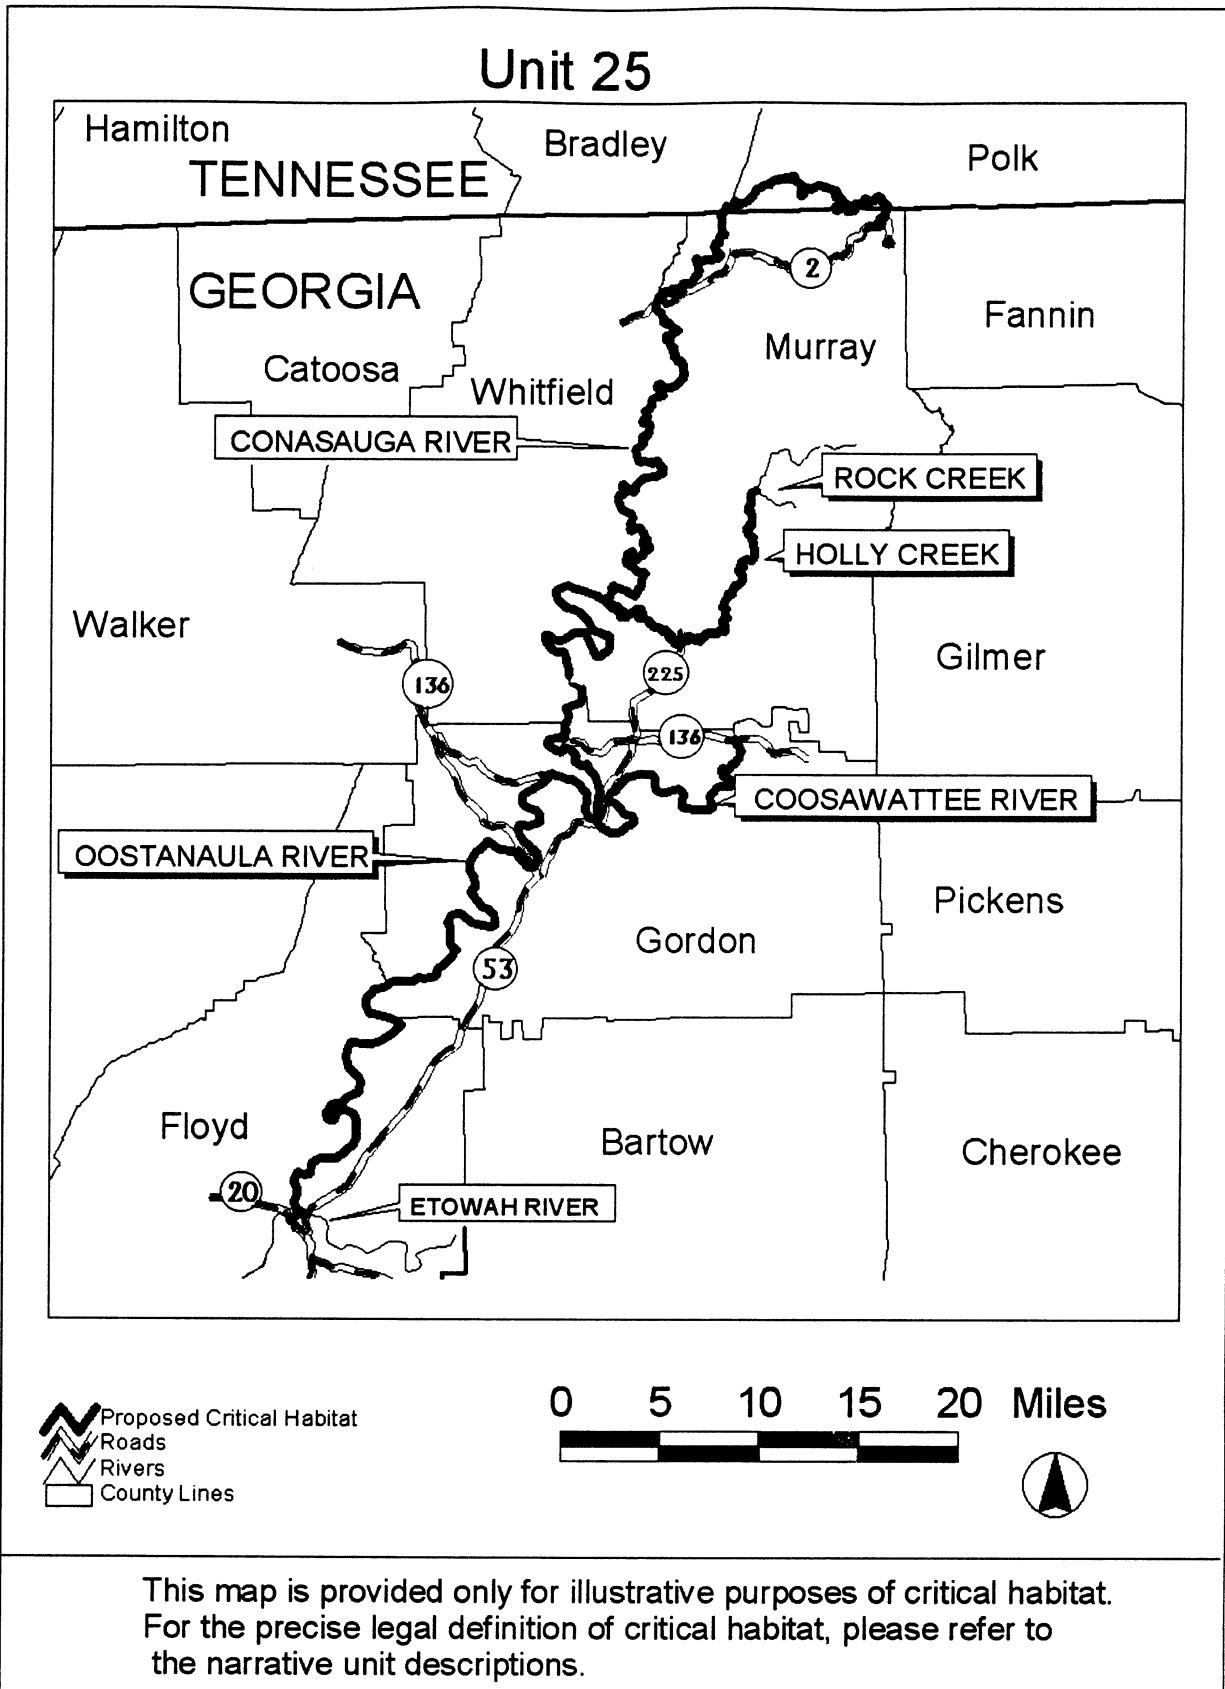 Unit 25
Hamilton
Bradley
Polk
TENNESSEE
GEORGIA
2
Fannin
Murray
Catoosa
Whitfield
CONASAUGA RIVER
ROCK CREEK
HOLLY CREEK
Walker
Gilmer
225
136
136
COOSAWATTEE RIVER
OOSTANAULA RIVER
Pickens
Gordon
53
Floyd
Bartow
Cherokee
20
ETOWAH RIVER
0 5 10 15 20 Miles
Proposed Critical Habitat
Roads
Rivers
County Lines
This map is provided only for illustrative purposes of critical habitat.
For the precise legal definition of critical habitat, please refer to
the narrative unit descriptions.